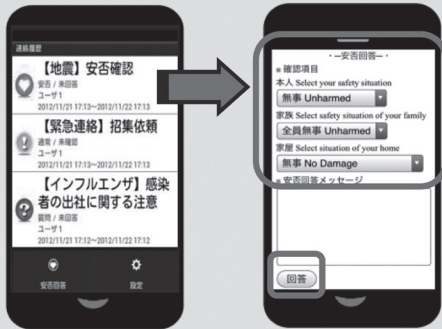 連絡履歴
【地震】安否確認
安否 / 未回答
ユーザ1
2012/11/21 17:13～2012/11/22 17:13
【緊急連絡】招集依頼
通常 / 未確認
ユーザ1
2012/11/21 17:13～2012/11/22 17:13
【インフルエンザ】感染
者の出社に関する注意
質問 / 未回答
ユーザ1
2012/11/21 17:12～2012/11/22 17:12
安否回答
設定
・ー安否回答ー・
■ 確認項目
本人 Select your safety situation
無事 Unharmed
家族 Select safety situation of your family
全員無事 Unharmed
家屋 Select situation of your home
無事 No Damage
■ 安否回答メッセージ
回答